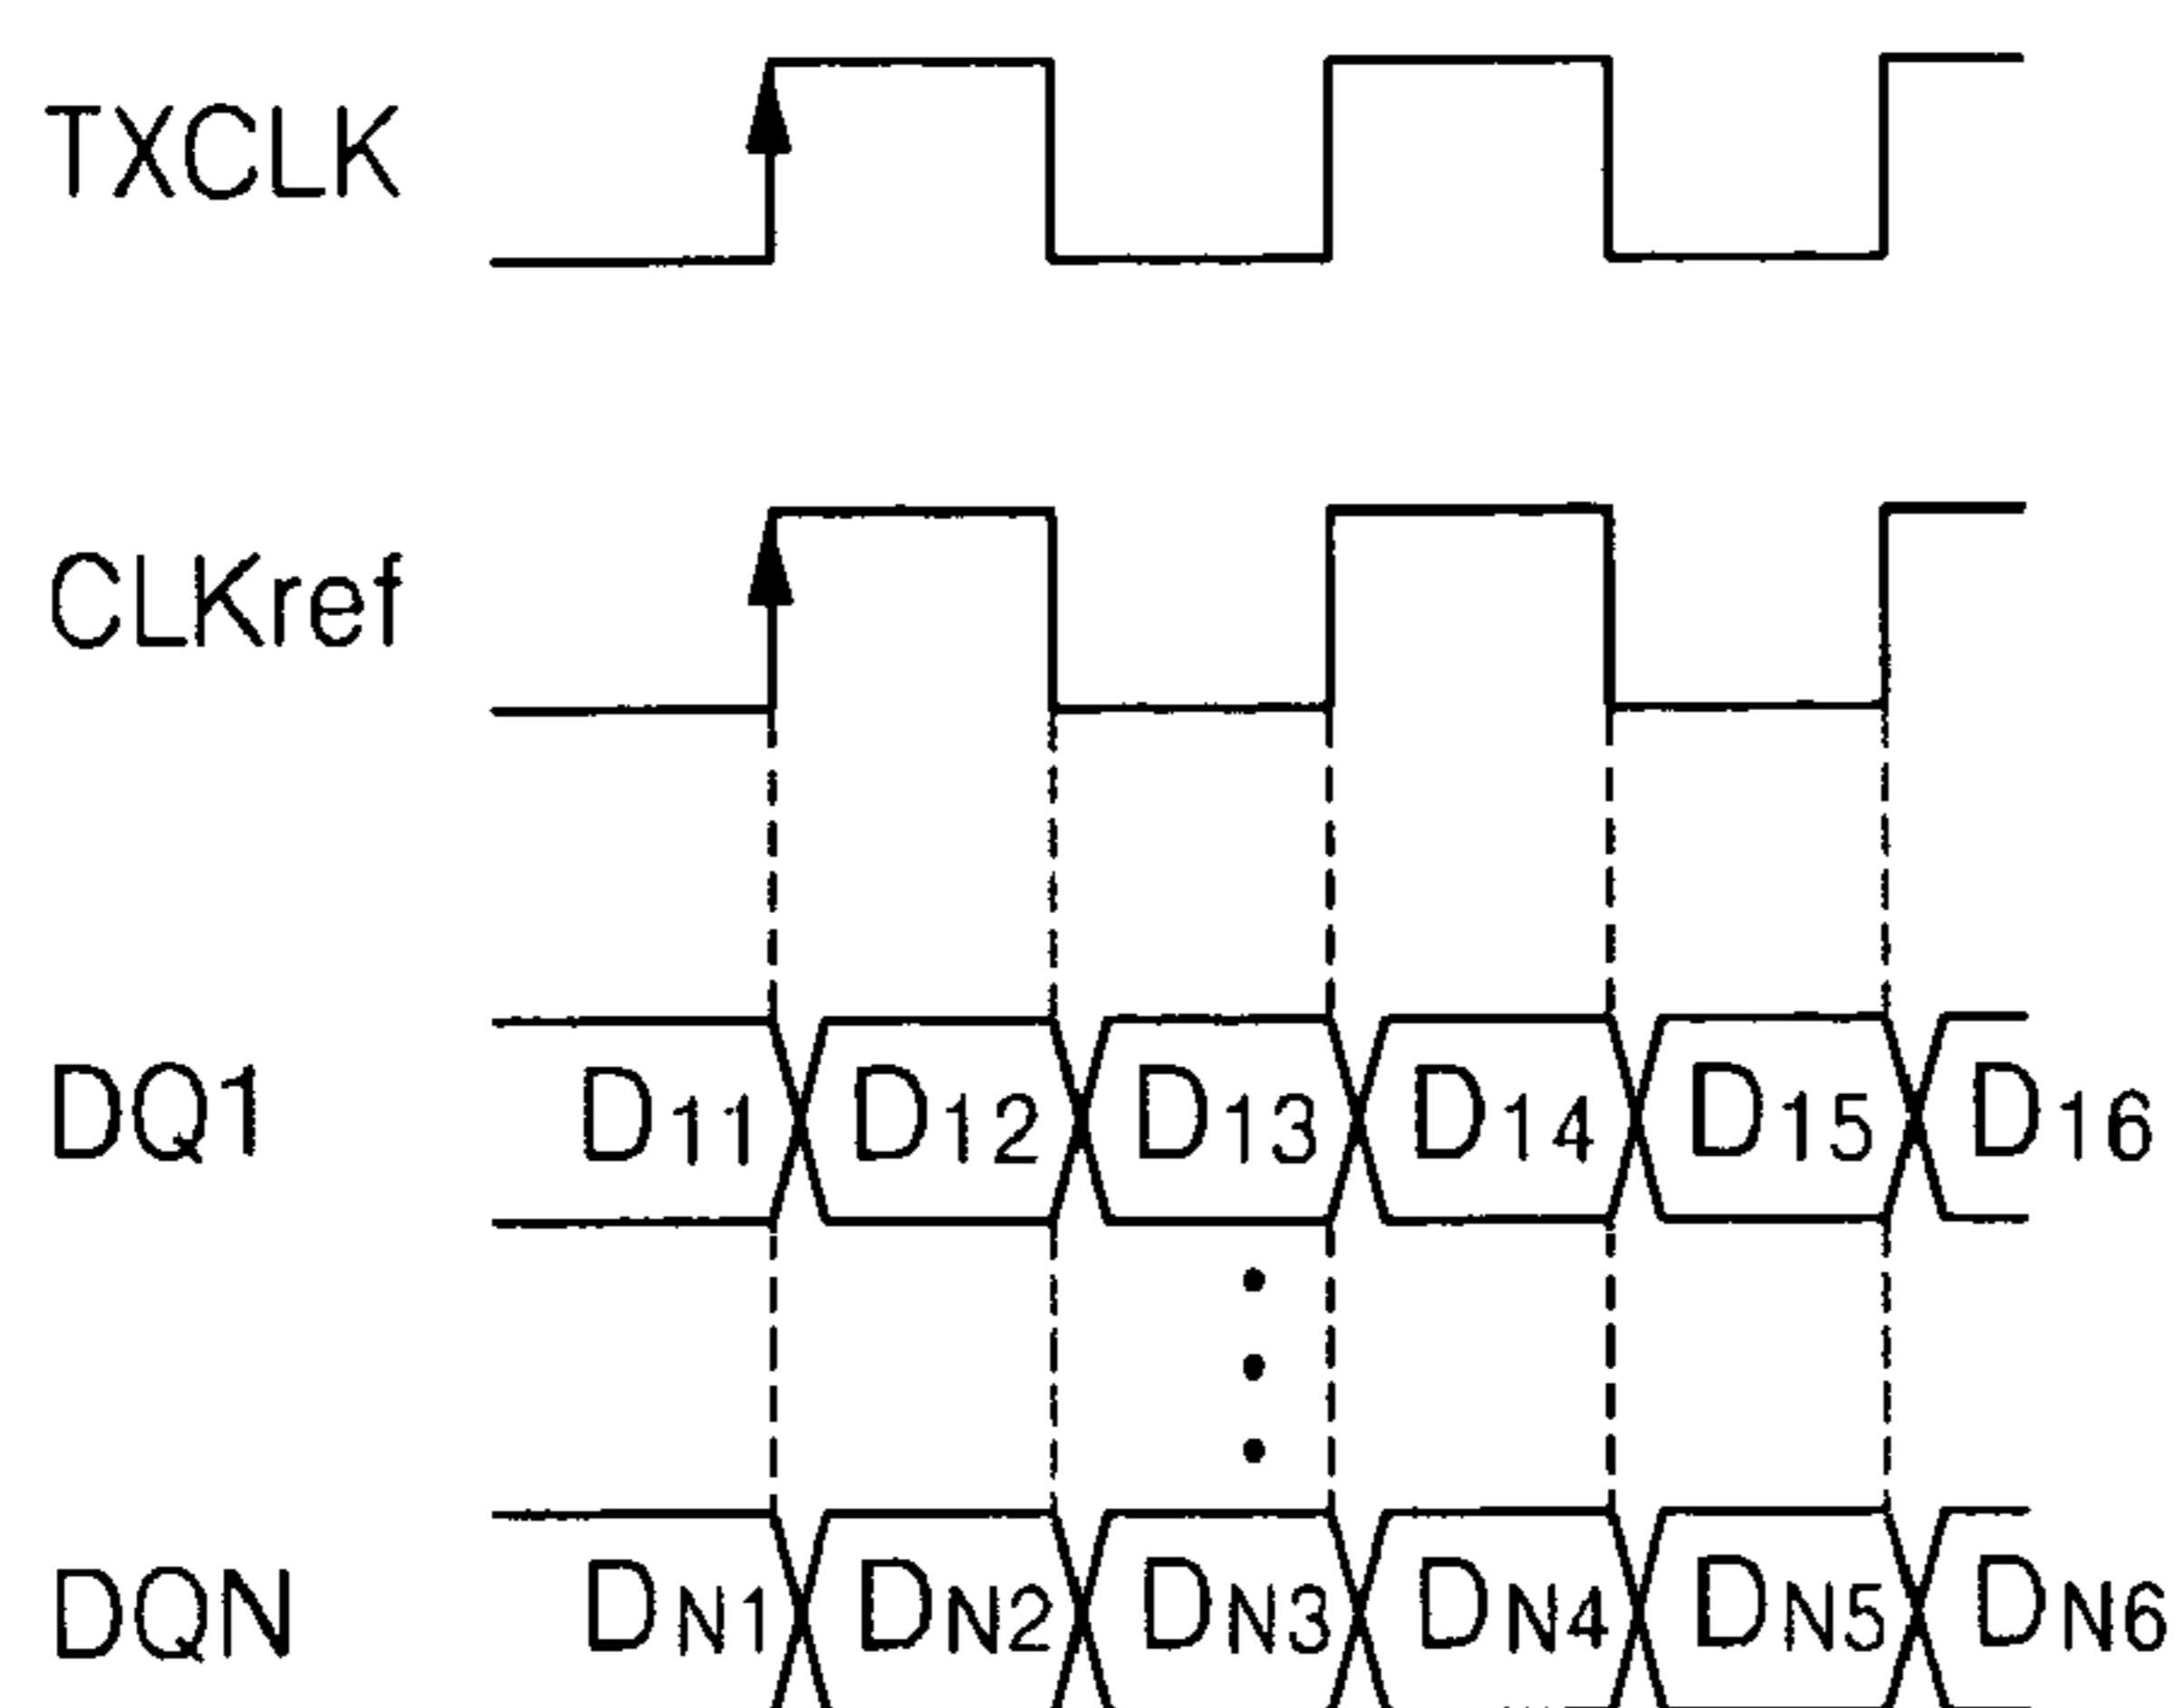 TXCLK
CLKref
DQ1 D11 D12 D13 D14 D15 D16
DQN DN1 DN2 DN3 DN4 DN5 DN6